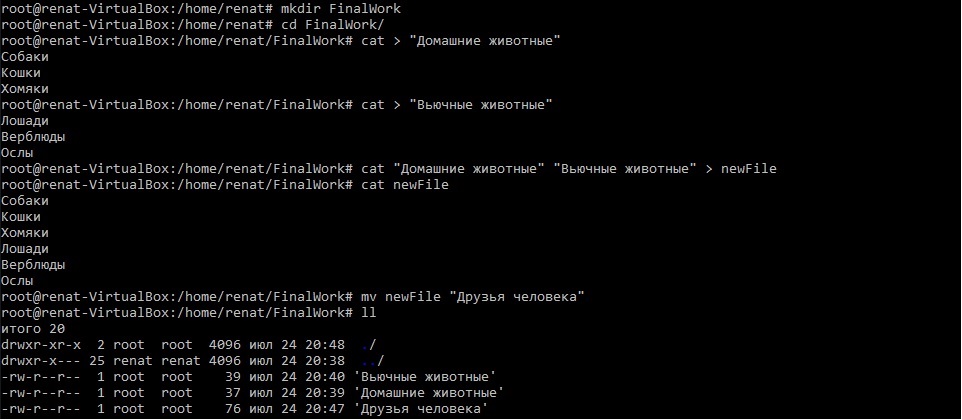 root@renat-VirtualBox:/home/renat# mkdir FinalWork
root@renat-VirtualBox:/home/renat# cd FinalWork/
root@renat-VirtualBox:/home/renat/FinalWork# cat > "Домашние животные"
Собаки
Кошки
Хомяки
root@renat-VirtualBox:/home/renat/FinalWork# cat > "Вьючные животные"
Лошади
Верблюды
Ослы
root@renat-VirtualBox:/home/renat/FinalWork# cat "Домашние животные" "Вьючные животные" > newFile
root@renat-VirtualBox:/home/renat/FinalWork# cat newFile
Собаки
Кошки
Хомяки
Лошади
Верблюды
Ослы
root@renat-VirtualBox:/home/renat/FinalWork# mv newFile "Друзья человека"
root@renat-VirtualBox:/home/renat/FinalWork# ll
итого 20
drwxr-xr-x  2 root  root  4096 июл 24 20:48  ./
drwxr-x--- 25 renat renat 4096 июл 24 20:38  ../
-rw-r--r--  1 root  root    39 июл 24 20:40 'Вьючные животные'
-rw-r--r--  1 root  root    37 июл 24 20:39 'Домашние животные'
-rw-r--r--  1 root  root    76 июл 24 20:47 'Друзья человека'